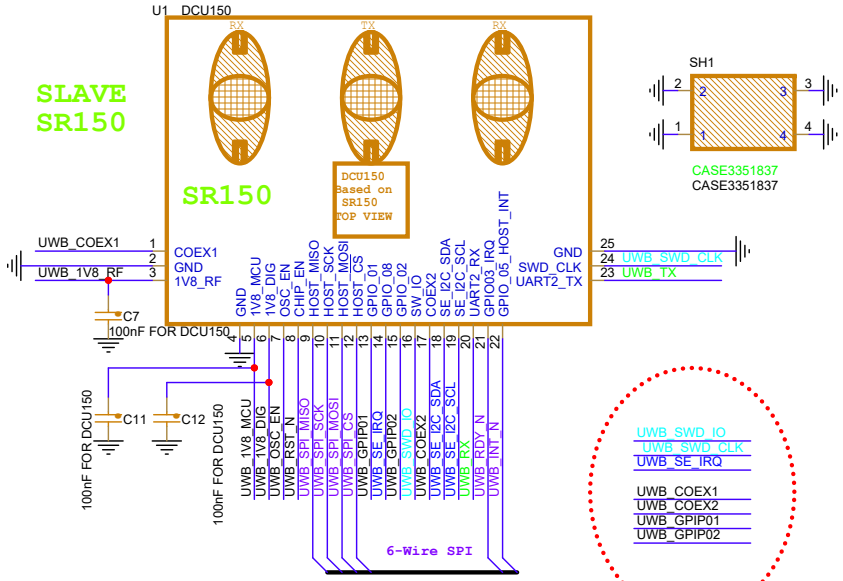 U1 DCU150
RX
TX
RX
SLAVE
SR150
SR150
DCU150
Based on
SR150
TOP VIEW
SH1
2
2
3
3
1
1
4
4
CASE3351837
CASE3351837
UWB_COEX1
1
COEX1
2
GND
UWB_1V8_RF
3
1V8_RF
GND
25
SWD_CLK
24
UWB_SWD_CLK
UART2_TX
23
UWB_TX
GND
1V8_MCU
1V8_DIG
OSC_EN
CHIP_EN
HOST_MISO
HOST_SCK
HOST_MOSI
HOST_CS
GPIO_01
GPIO_08
GPIO_02
SW_IO
COEX2
SE_I2C_SDA
SE_I2C_SCL
UART2_RX
GPIO03_IRQ
GPIO_05_HOST_INT
4
5
6
7
8
9
10
11
12
13
14
15
16
17
18
19
20
21
22
C7
100nF FOR DCU150
C11
100nF FOR DCU150
C12
100nF FOR DCU150
UWB_1V8_MCU
UWB_1V8_DIG
UWB_OSC_EN
UWB_RST_N
UWB_SPI_MISO
UWB_SPI_SCK
UWB_SPI_MOSI
UWB_SPI_CS
UWB_GPIP01
UWB_SE_IRQ
UWB_GPIP02
UWB_SWD_IO
UWB_COEX2
UWB_SE_I2C_SDA
UWB_SE_I2C_SCL
UWB_RX
UWB_RDY_N
UWB_INT_N
6-Wire SPI
UWB_SWD_IO
UWB_SWD_CLK
UWB_SE_IRQ
UWB_COEX1
UWB_COEX2
UWB_GPIP01
UWB_GPIP02